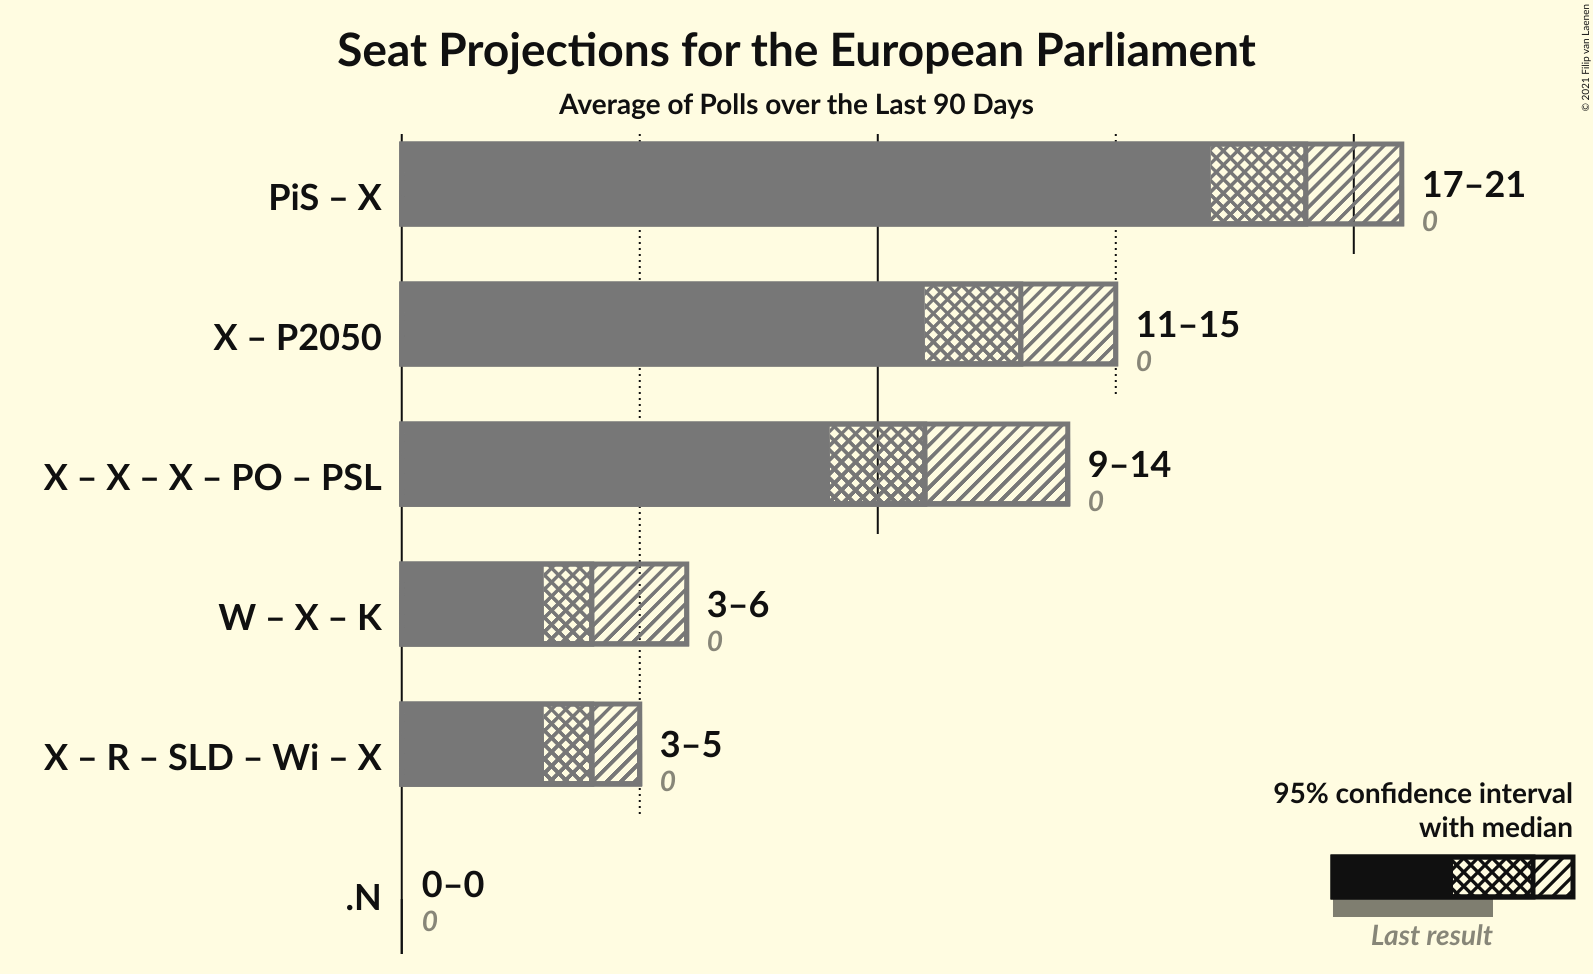 Seat Projections for the European Parliament
Average of Polls over the Last 90 Days
© 2021 Filip van Laenen
PiS – X
17–21
0
X – P2050
11–15
0
X – X – X – PO – PSL
9–14
0
W – X – K
3–6
0
X – R – SLD – Wi – X
3–5
0
.N
0–0
0
95% confidence interval
with median
Last result